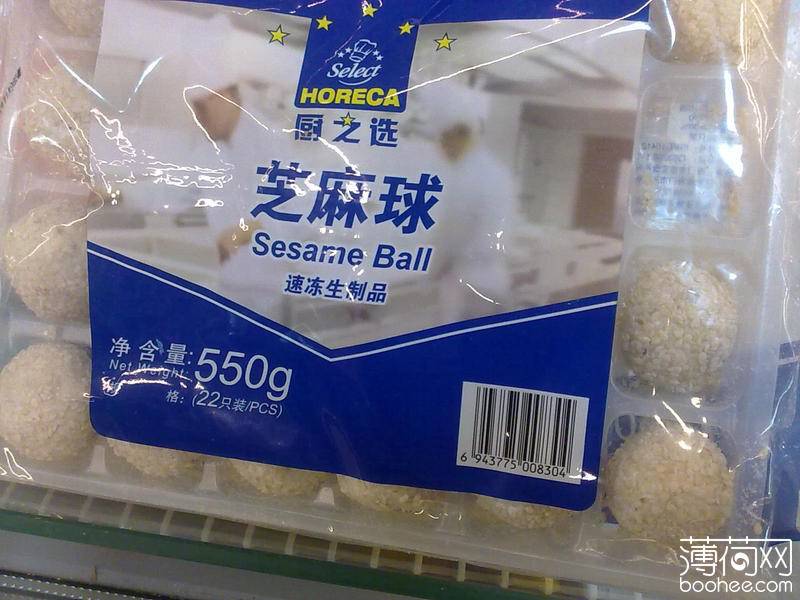 Select
HORECA
厨之选
芝麻球
Sesame Ball
速冻生制品
净含量:550g
Net Weight:
格:(22只装/PCS)
6 943775 008304
薄荷网
boohee.com